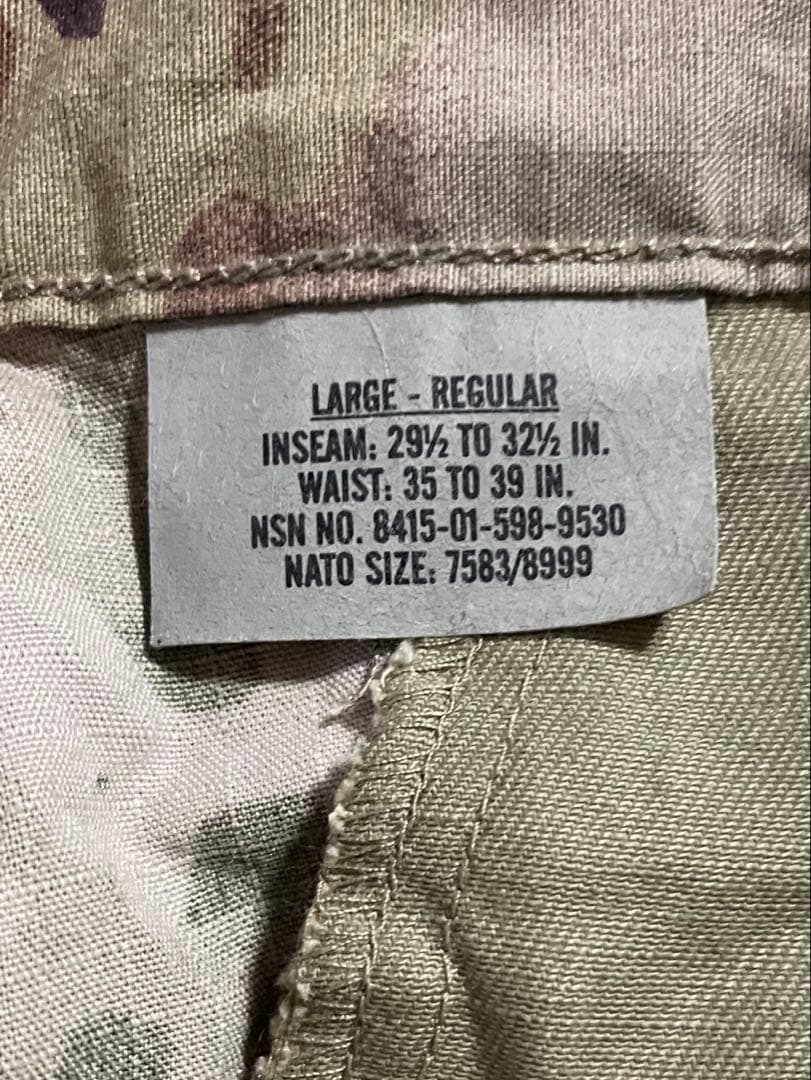 LARGE - REGULAR
INSEAM: 29½ TO 32½ IN.
WAIST: 35 TO 39 IN.
NSN NO. 8415-01-598-9530
NATO SIZE: 7583/8999